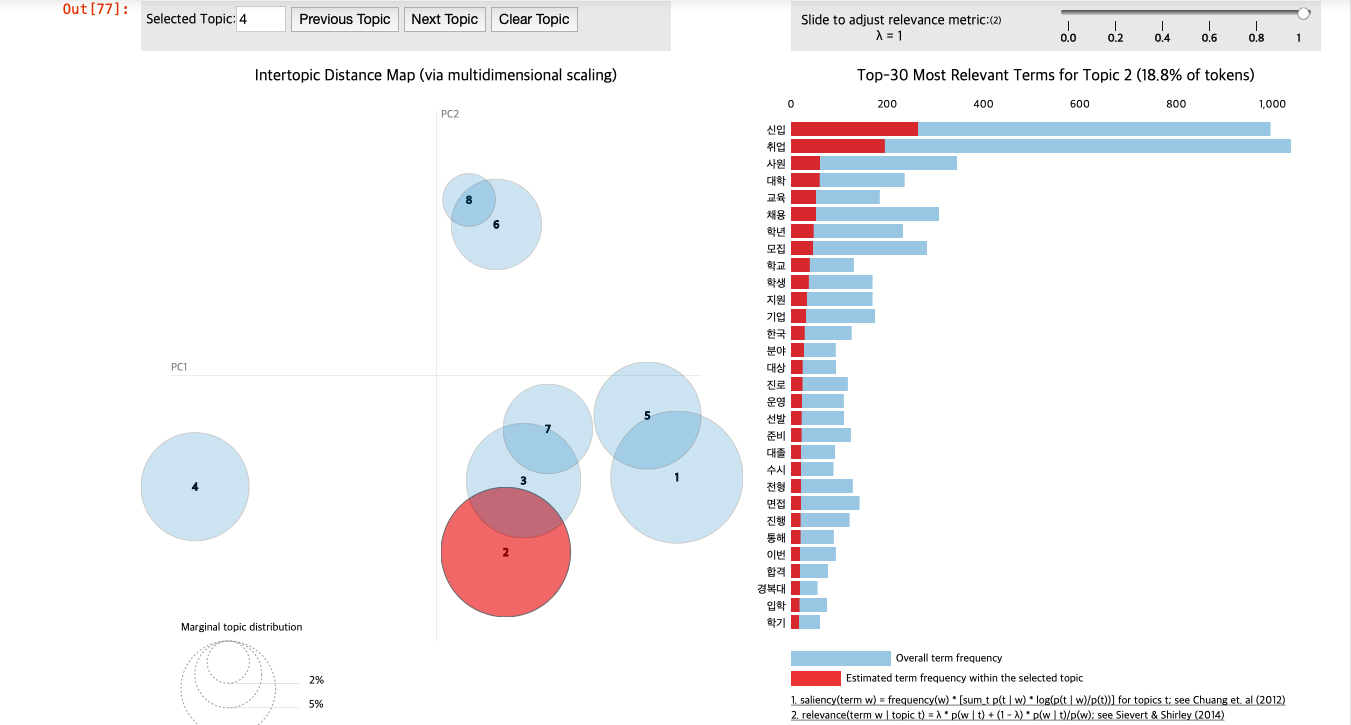 Out[77]:
Selected Topic: 4 Previous Topic Next Topic Clear Topic
Slide to adjust relevance metric:(2)
λ = 1
0.0 0.2 0.4 0.6 0.8 1
Intertopic Distance Map (via multidimensional scaling)
PC2
PC1
8
6
5
7
1
3
4
2
Marginal topic distribution
2%
5%
Top-30 Most Relevant Terms for Topic 2 (18.8% of tokens)
0 200 400 600 800 1,000
신입
취업
사원
대학
교육
채용
학년
모집
학교
학생
지원
기업
한국
분야
대상
진로
운영
선발
준비
대졸
수시
전형
면접
진행
통해
이번
합격
경복대
입학
학기
Overall term frequency
Estimated term frequency within the selected topic
1. saliency(term w) = frequency(w) * [sum_t p(t | w) * log(p(t | w)/p(t))] for topics t; see Chuang et. al (2012)
2. relevance(term w | topic t) = λ * p(w | t) + (1 - λ) * p(w | t)/p(w); see Sievert & Shirley (2014)